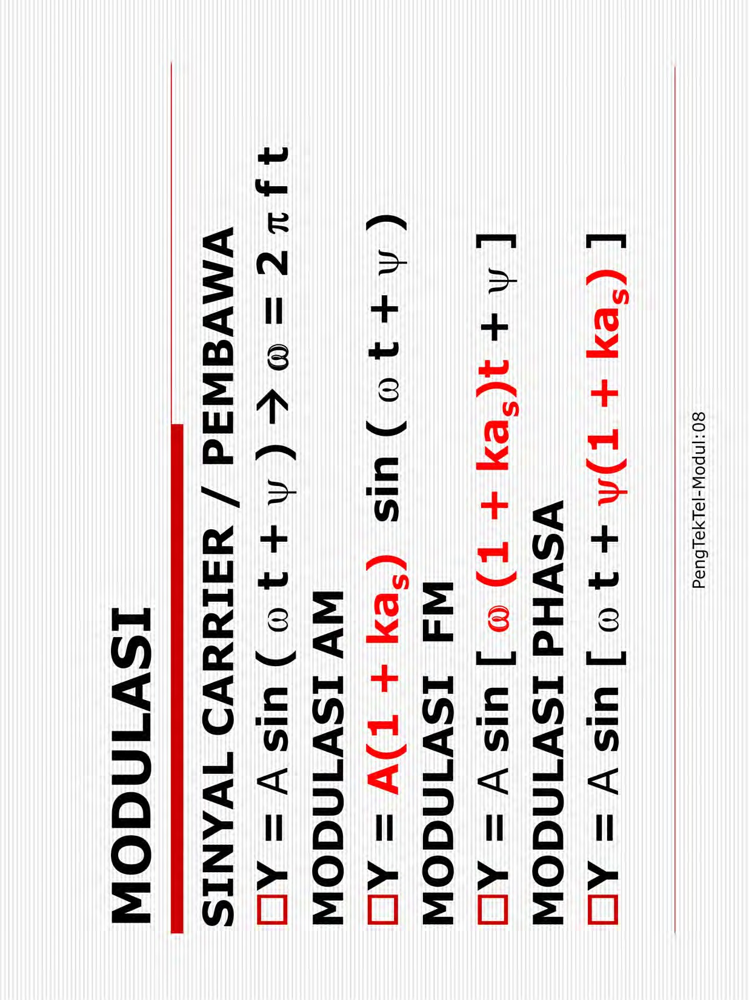 MODULASI
SINYAL CARRIER / PEMBAWA
□Y = A sin ( ω t + ψ ) → ω = 2 π f t
MODULASI AM
□Y = A(1 + kaₛ) sin ( ω t + ψ )
MODULASI FM
□Y = A sin [ ω (1 + kaₛ)t + ψ ]
MODULASI PHASA
□Y = A sin [ ω t + ψ(1 + kaₛ) ]
PengTekTel-Modul:08